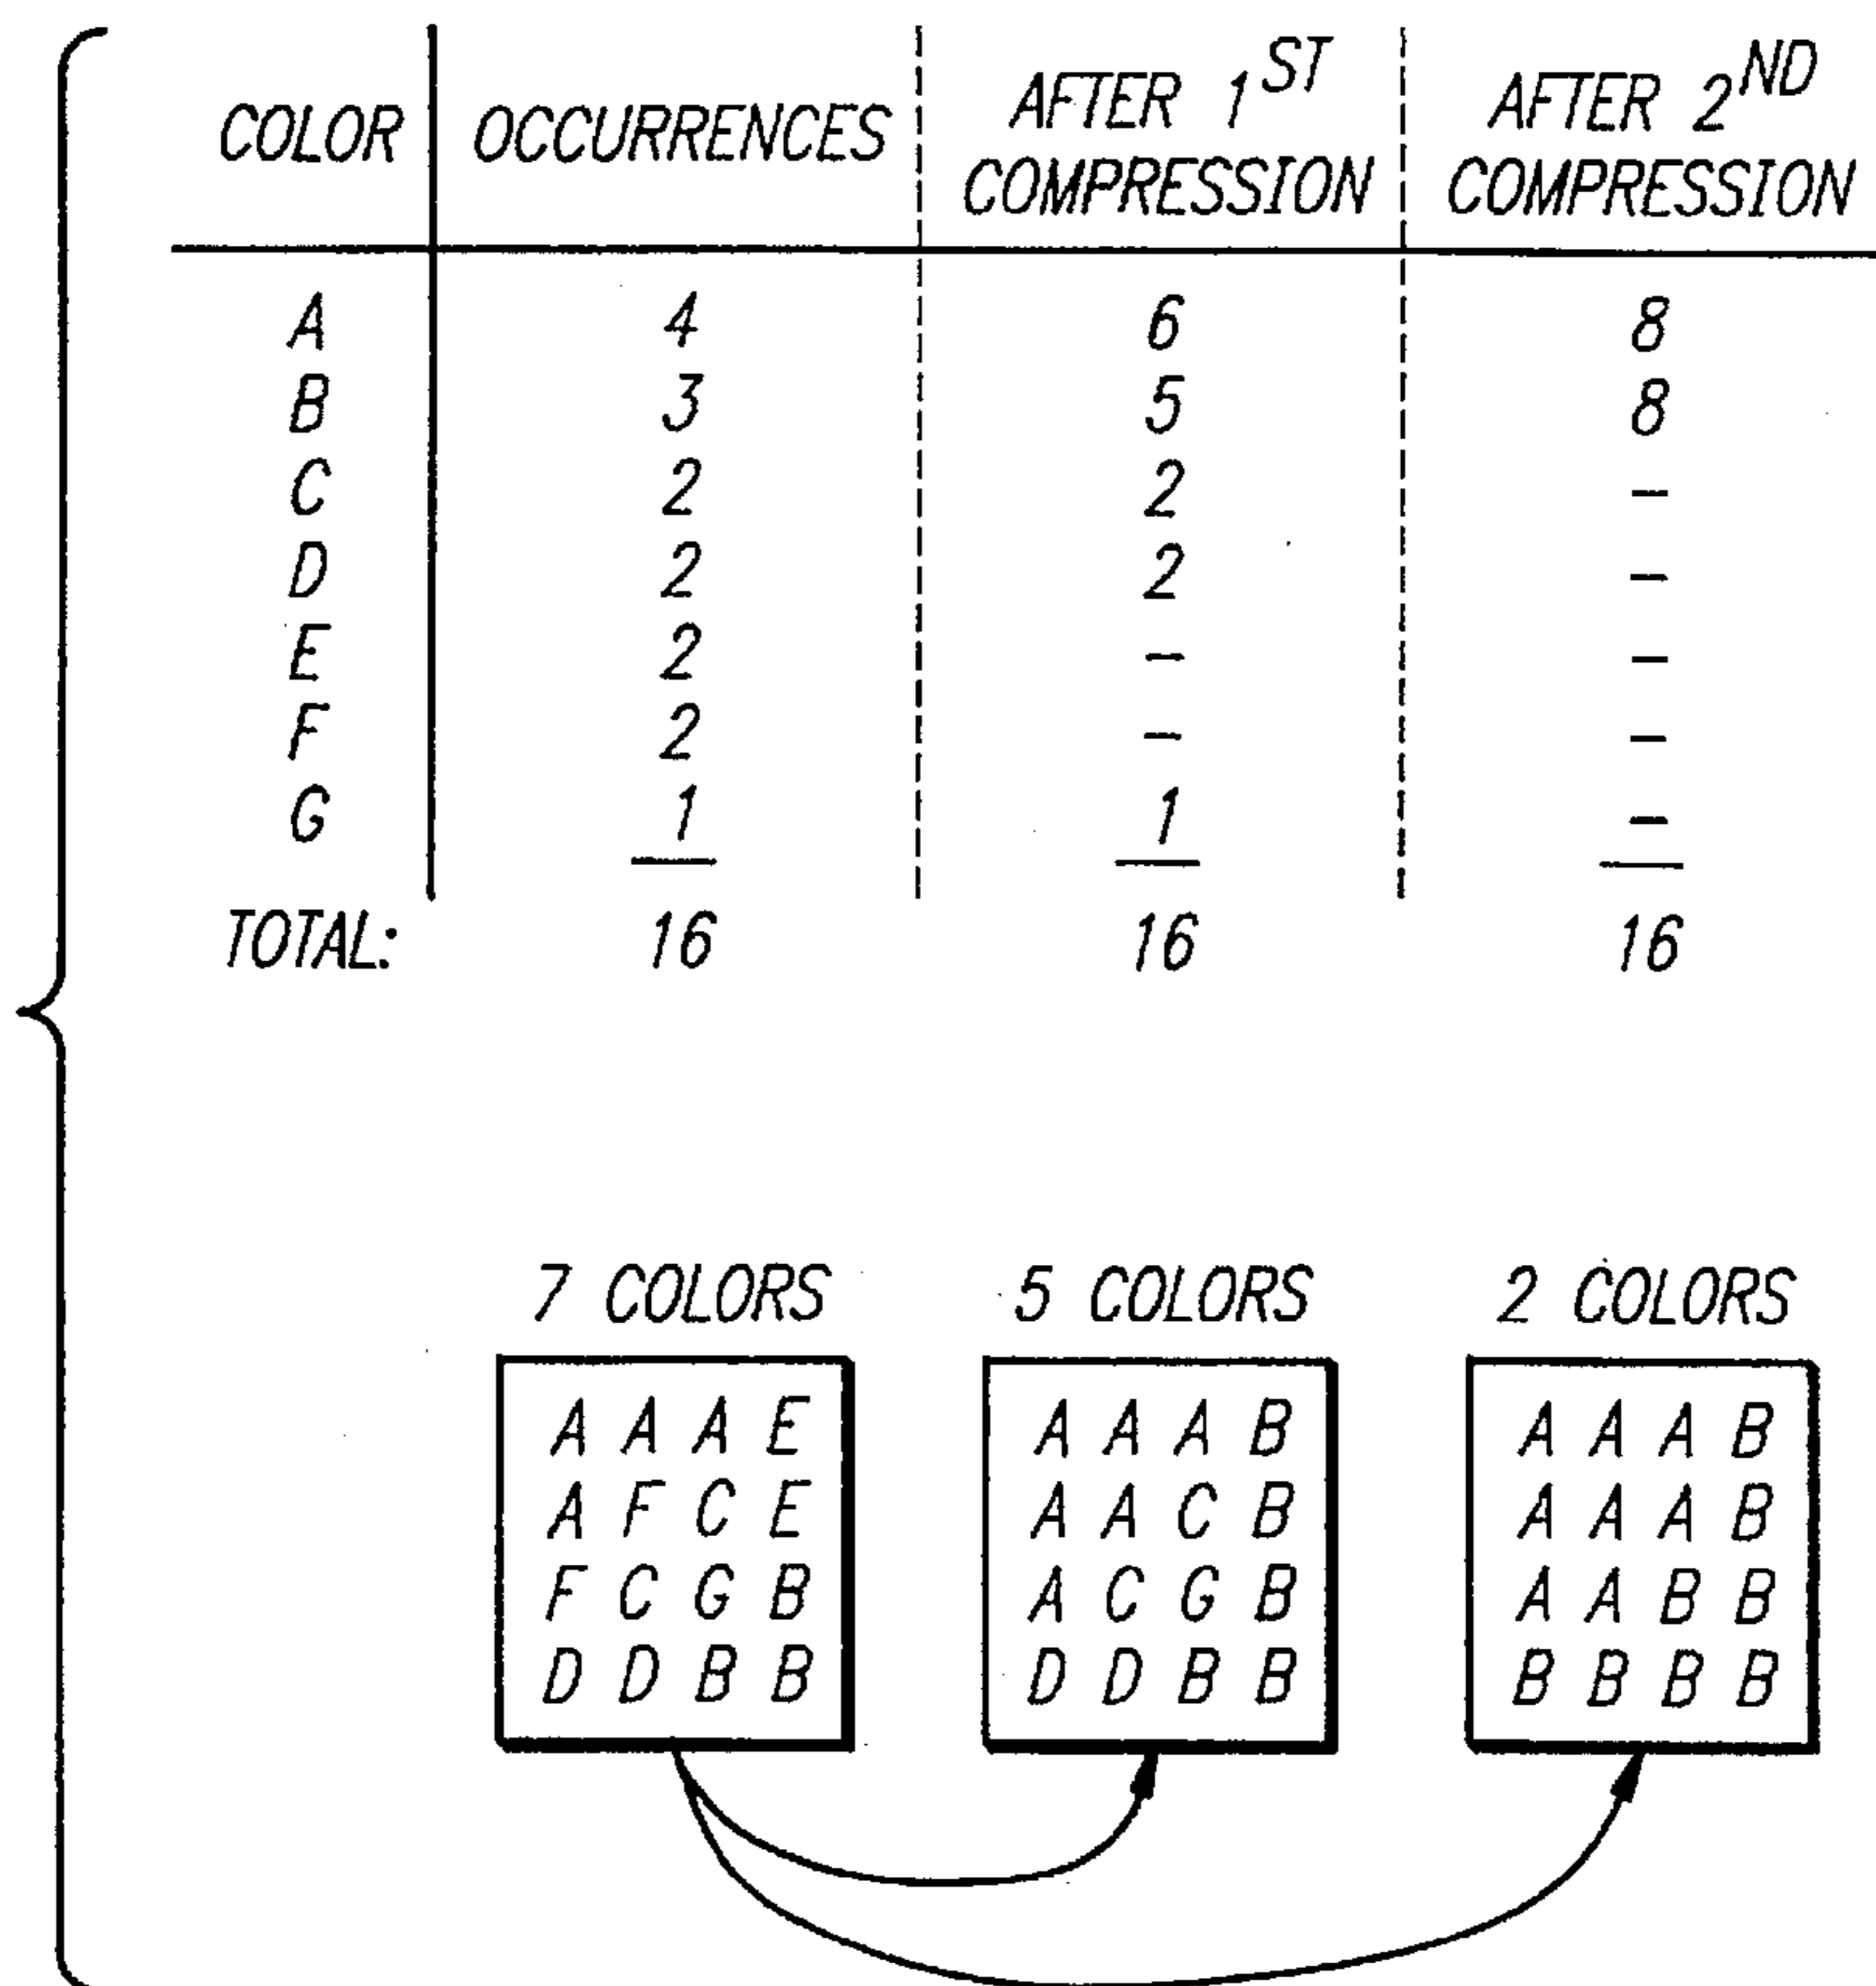 COLOR OCCURRENCES AFTER 1ST COMPRESSION AFTER 2ND COMPRESSION
A 4 6 8
B 3 5 8
C 2 2 -
D 2 2 -
E 2 - -
F 2 - -
G 1 1 -
TOTAL: 16 16 16
7 COLORS 5 COLORS 2 COLORS
A A A E A A A B A A A B
A F C E A A C B A A A B
F C G B A C G B A A B B
D D B B D D B B B B B B